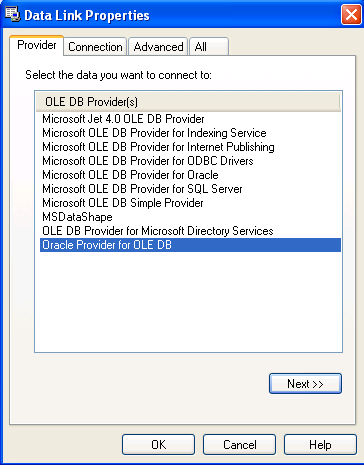 Data Link Properties
Provider Connection Advanced All
Select the data you want to connect to:
OLE DB Provider(s)
Microsoft Jet 4.0 OLE DB Provider
Microsoft OLE DB Provider for Indexing Service
Microsoft OLE DB Provider for Internet Publishing
Microsoft OLE DB Provider for ODBC Drivers
Microsoft OLE DB Provider for Oracle
Microsoft OLE DB Provider for SQL Server
Microsoft OLE DB Simple Provider
MSDataShape
OLE DB Provider for Microsoft Directory Services
Oracle Provider for OLE DB
Next >>
OK Cancel Help